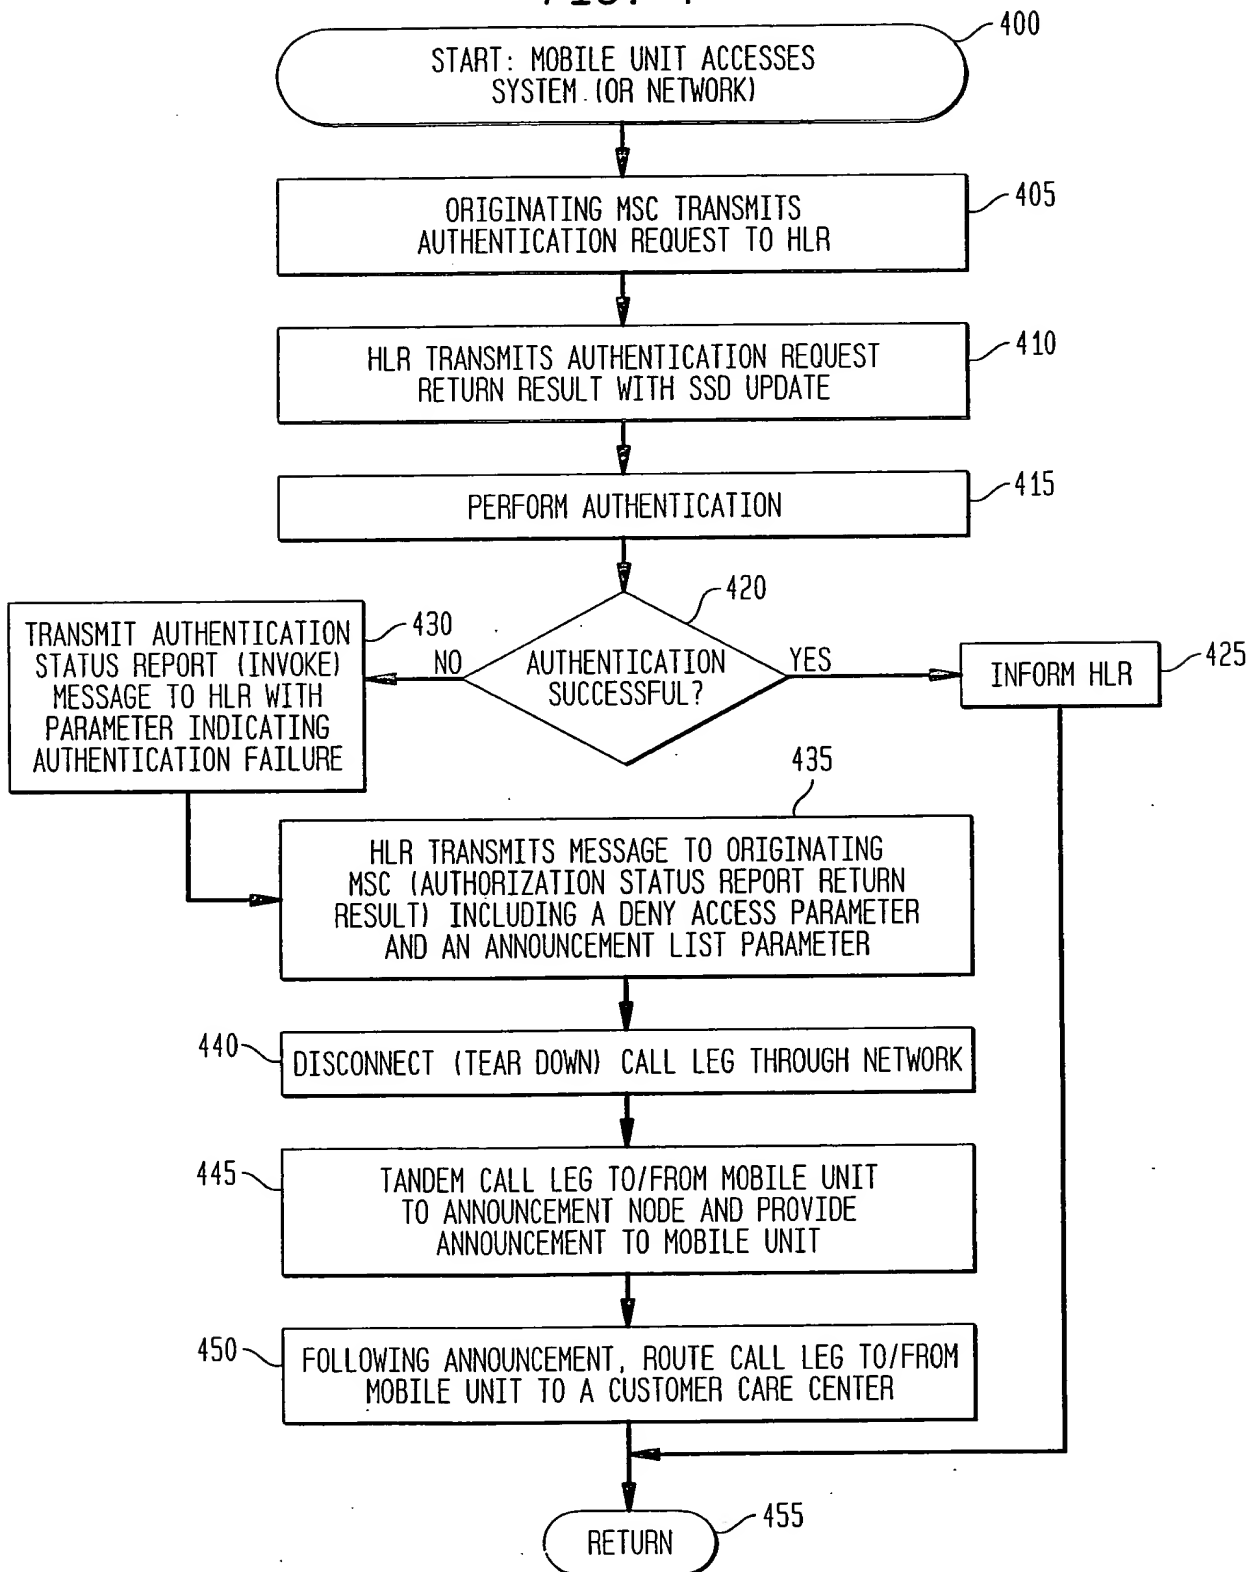 400
START: MOBILE UNIT ACCESSES
SYSTEM (OR NETWORK)
405
ORIGINATING MSC TRANSMITS
AUTHENTICATION REQUEST TO HLR
410
HLR TRANSMITS AUTHENTICATION REQUEST
RETURN RESULT WITH SSD UPDATE
415
PERFORM AUTHENTICATION
420
AUTHENTICATION
SUCCESSFUL?
NO
YES
430
TRANSMIT AUTHENTICATION
STATUS REPORT (INVOKE)
MESSAGE TO HLR WITH
PARAMETER INDICATING
AUTHENTICATION FAILURE
425
INFORM HLR
435
HLR TRANSMITS MESSAGE TO ORIGINATING
MSC (AUTHORIZATION STATUS REPORT RETURN
RESULT) INCLUDING A DENY ACCESS PARAMETER
AND AN ANNOUNCEMENT LIST PARAMETER
440
DISCONNECT (TEAR DOWN) CALL LEG THROUGH NETWORK
445
TANDEM CALL LEG TO/FROM MOBILE UNIT
TO ANNOUNCEMENT NODE AND PROVIDE
ANNOUNCEMENT TO MOBILE UNIT
450
FOLLOWING ANNOUNCEMENT, ROUTE CALL LEG TO/FROM
MOBILE UNIT TO A CUSTOMER CARE CENTER
455
RETURN